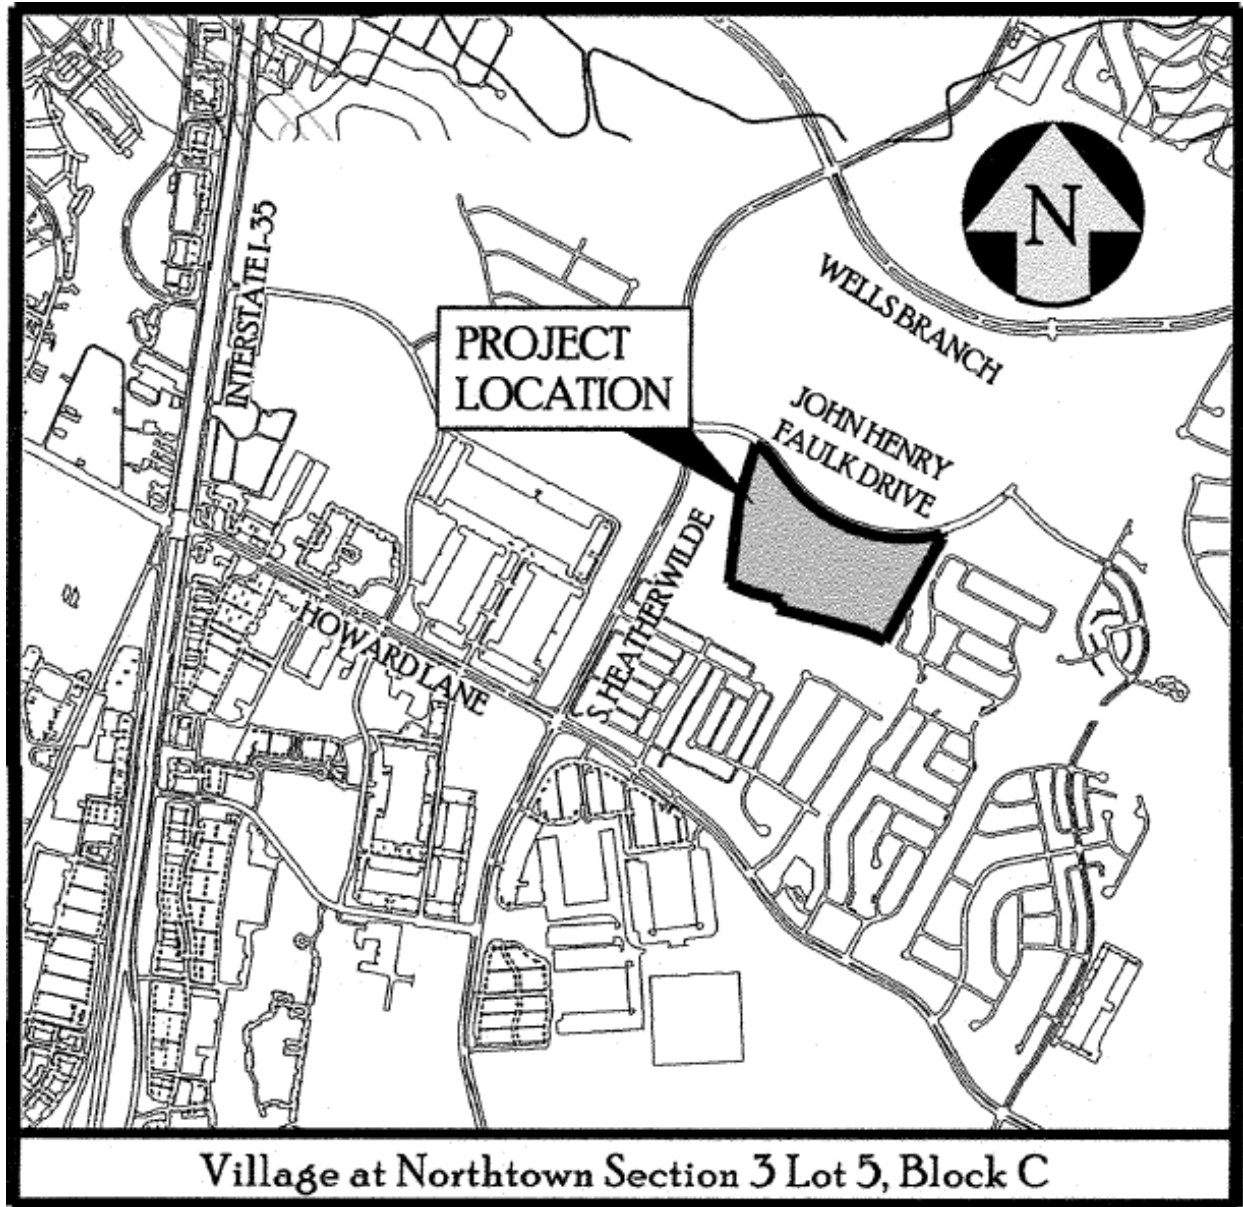 N
INTERSTATE I-35
WELLS BRANCH
PROJECT
LOCATION
JOHN HENRY
FAULK DRIVE
S. HEATHERWILDE
HOWARD LANE
Village at Northtown Section 3 Lot 5, Block C